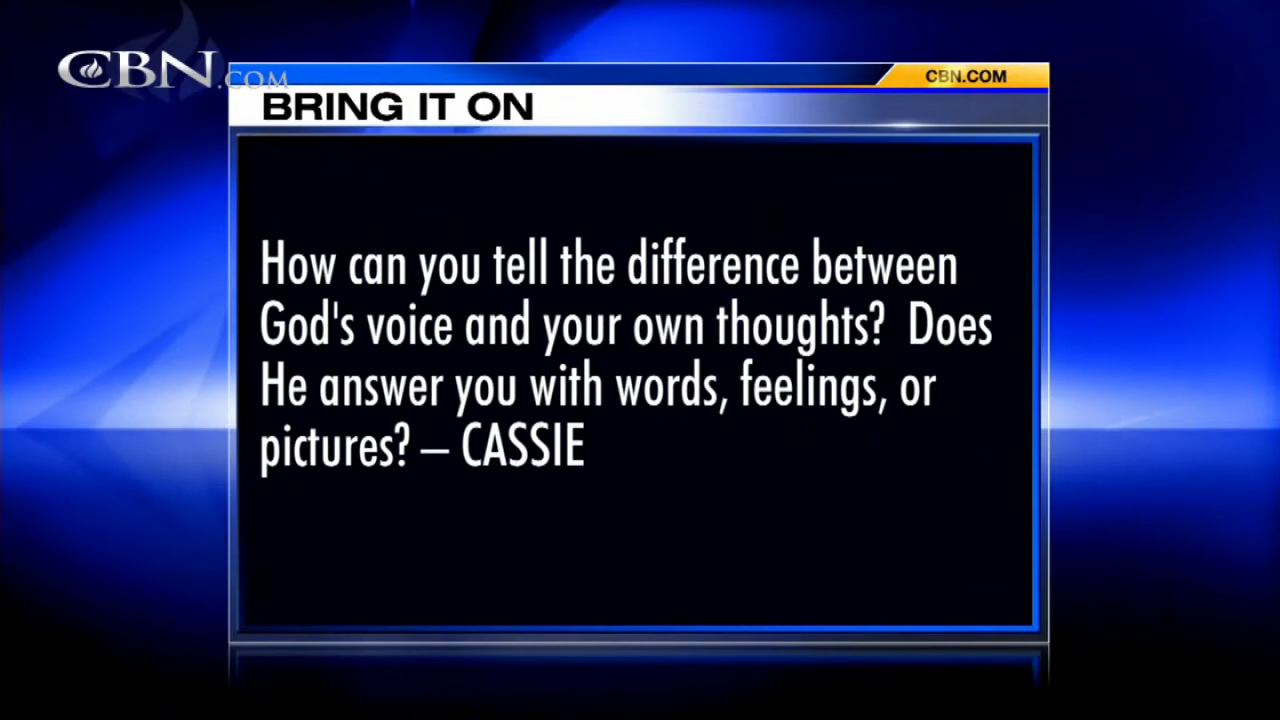 CBN.COM
CBN.COM
BRING IT ON
How can you tell the difference between
God's voice and your own thoughts?  Does
He answer you with words, feelings, or
pictures? – CASSIE